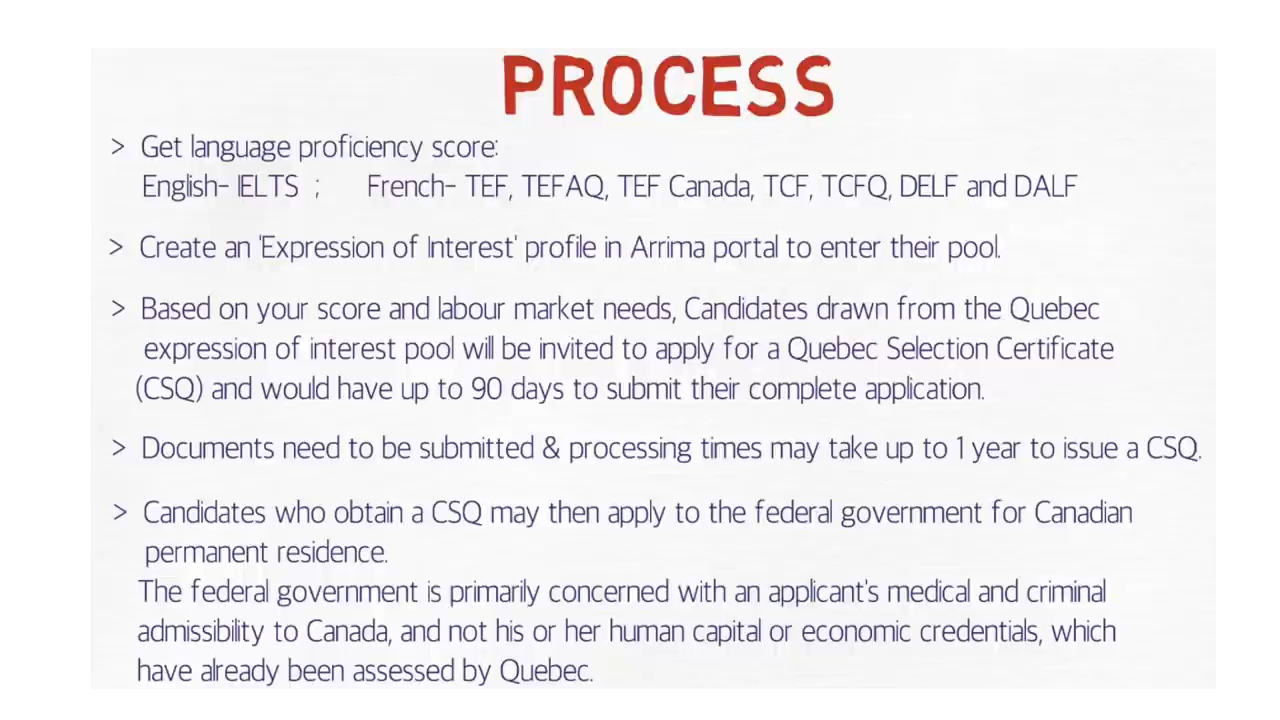 PROCESS
> Get language proficiency score:
English- IELTS ; French- TEF, TEFAQ, TEF Canada, TCF, TCFQ, DELF and DALF
> Create an 'Expression of Interest' profile in Arrima portal to enter their pool.
> Based on your score and labour market needs, Candidates drawn from the Quebec
expression of interest pool will be invited to apply for a Quebec Selection Certificate
(CSQ) and would have up to 90 days to submit their complete application.
> Documents need to be submitted & processing times may take up to 1 year to issue a CSQ.
> Candidates who obtain a CSQ may then apply to the federal government for Canadian
permanent residence.
The federal government is primarily concerned with an applicant's medical and criminal
admissibility to Canada, and not his or her human capital or economic credentials, which
have already been assessed by Quebec.